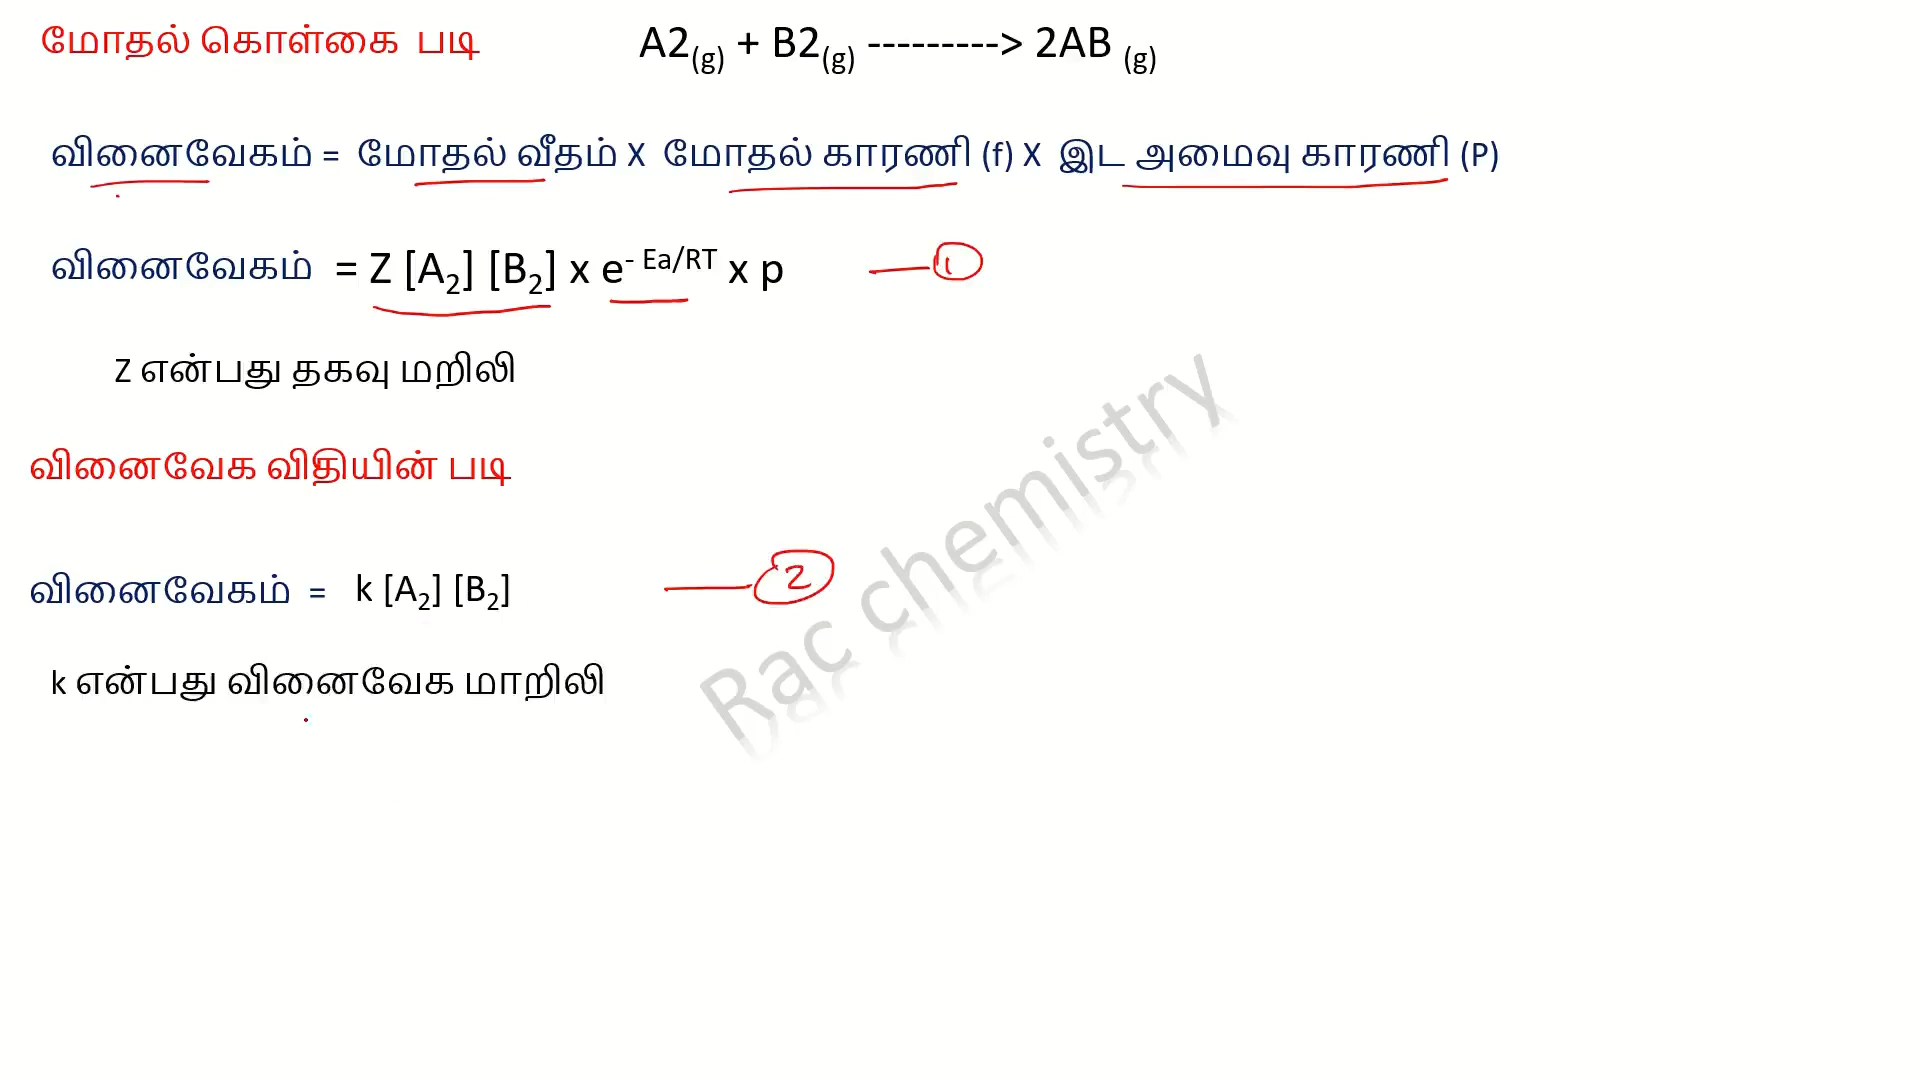 மோதல் கொள்கை படி A2(g) + B2(g) ---------> 2AB (g)
வினைவேகம் = மோதல் வீதம் X மோதல் காரணி (f) X இட அமைவு காரணி (P)
வினைவேகம் = Z [A₂] [B₂] x e^- Ea/RT x p — 1
Z என்பது தகவு மறிலி
வினைவேக விதியின் படி
வினைவேகம் = k [A₂] [B₂] — 2
k என்பது வினைவேக மாறிலி
Rac chemistry